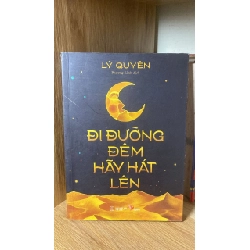 LÝ QUYÊN
ĐI ĐƯỜNG
ĐÊM
HÃY HÁT
LÊN